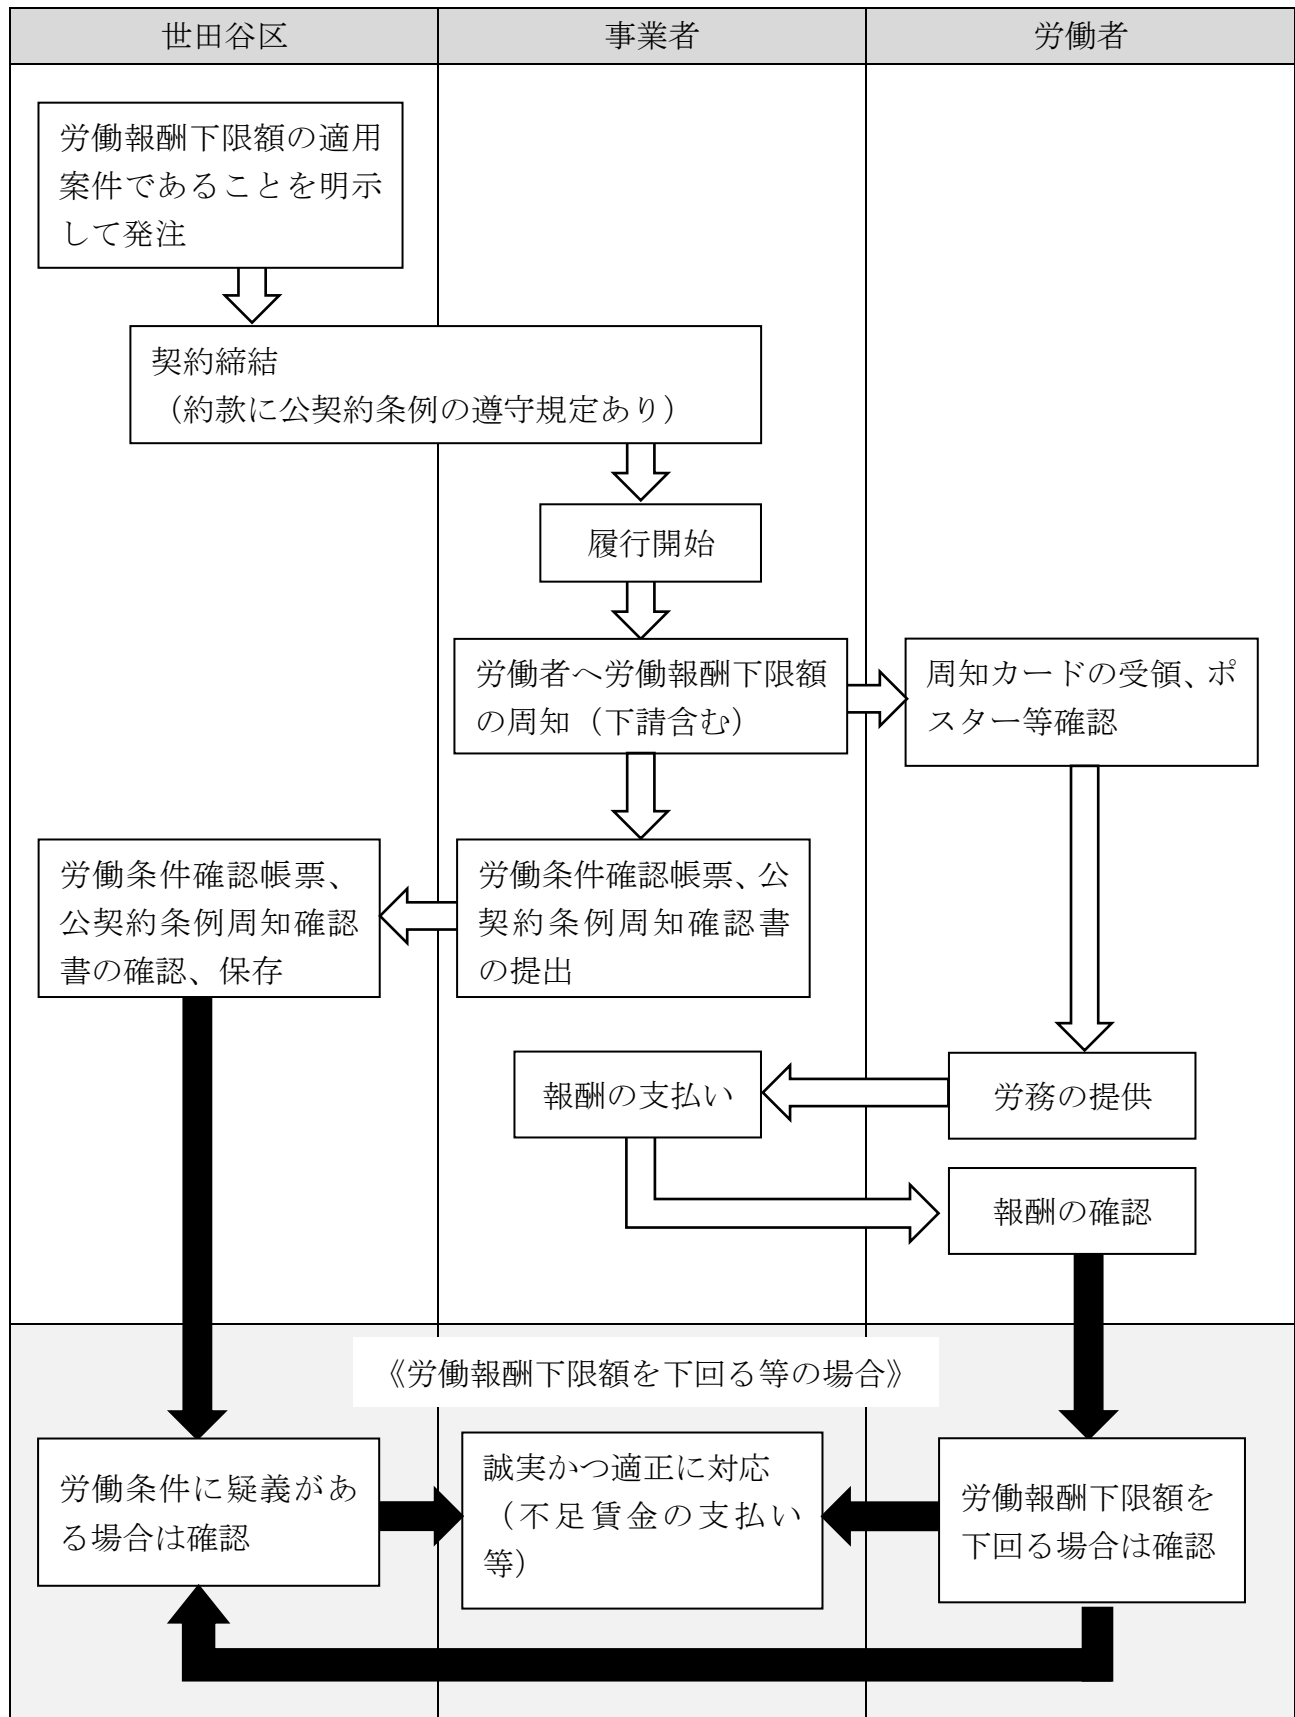 世田谷区
事業者
労働者
労働報酬下限額の適用
案件であることを明示
して発注
契約締結
（約款に公契約条例の遵守規定あり）
履行開始
労働者へ労働報酬下限額
の周知（下請含む）
周知カードの受領、ポ
スター等確認
労働条件確認帳票、
公契約条例周知確認
書の確認、保存
労働条件確認帳票、公
契約条例周知確認書
の提出
報酬の支払い
労務の提供
報酬の確認
《労働報酬下限額を下回る等の場合》
労働条件に疑義があ
る場合は確認
誠実かつ適正に対応
（不足賃金の支払い
等）
労働報酬下限額を
下回る場合は確認